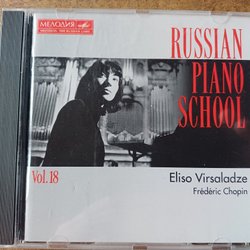 МЕЛОДИЯ
RUSSIAN
PIANO
SCHOOL
Vol. 18
Eliso Virsaladze
Frédéric Chopin